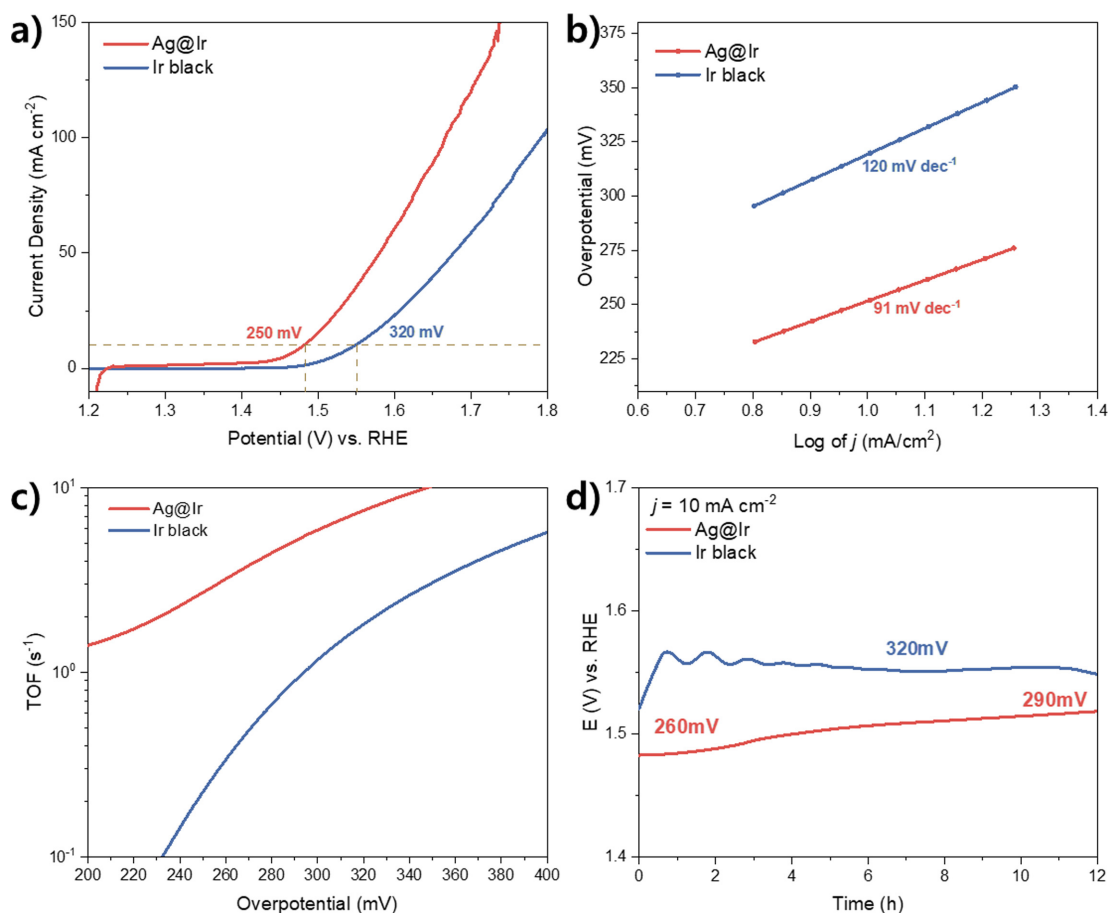 a)
150
100
50
0
Current Density (mA cm⁻²)
Ag@Ir
Ir black
250 mV
320 mV
1.2 1.3 1.4 1.5 1.6 1.7 1.8
Potential (V) vs. RHE
b)
375
350
325
300
275
250
225
Overpotential (mV)
Ag@Ir
Ir black
120 mV dec⁻¹
91 mV dec⁻¹
0.6 0.7 0.8 0.9 1.0 1.1 1.2 1.3 1.4
Log of j (mA/cm²)
c)
10¹
10⁰
10⁻¹
TOF (s⁻¹)
Ag@Ir
Ir black
200 220 240 260 280 300 320 340 360 380 400
Overpotential (mV)
d)
1.7
1.6
1.5
1.4
E (V) vs. RHE
j = 10 mA cm⁻²
Ag@Ir
Ir black
320mV
290mV
260mV
0 2 4 6 8 10 12
Time (h)